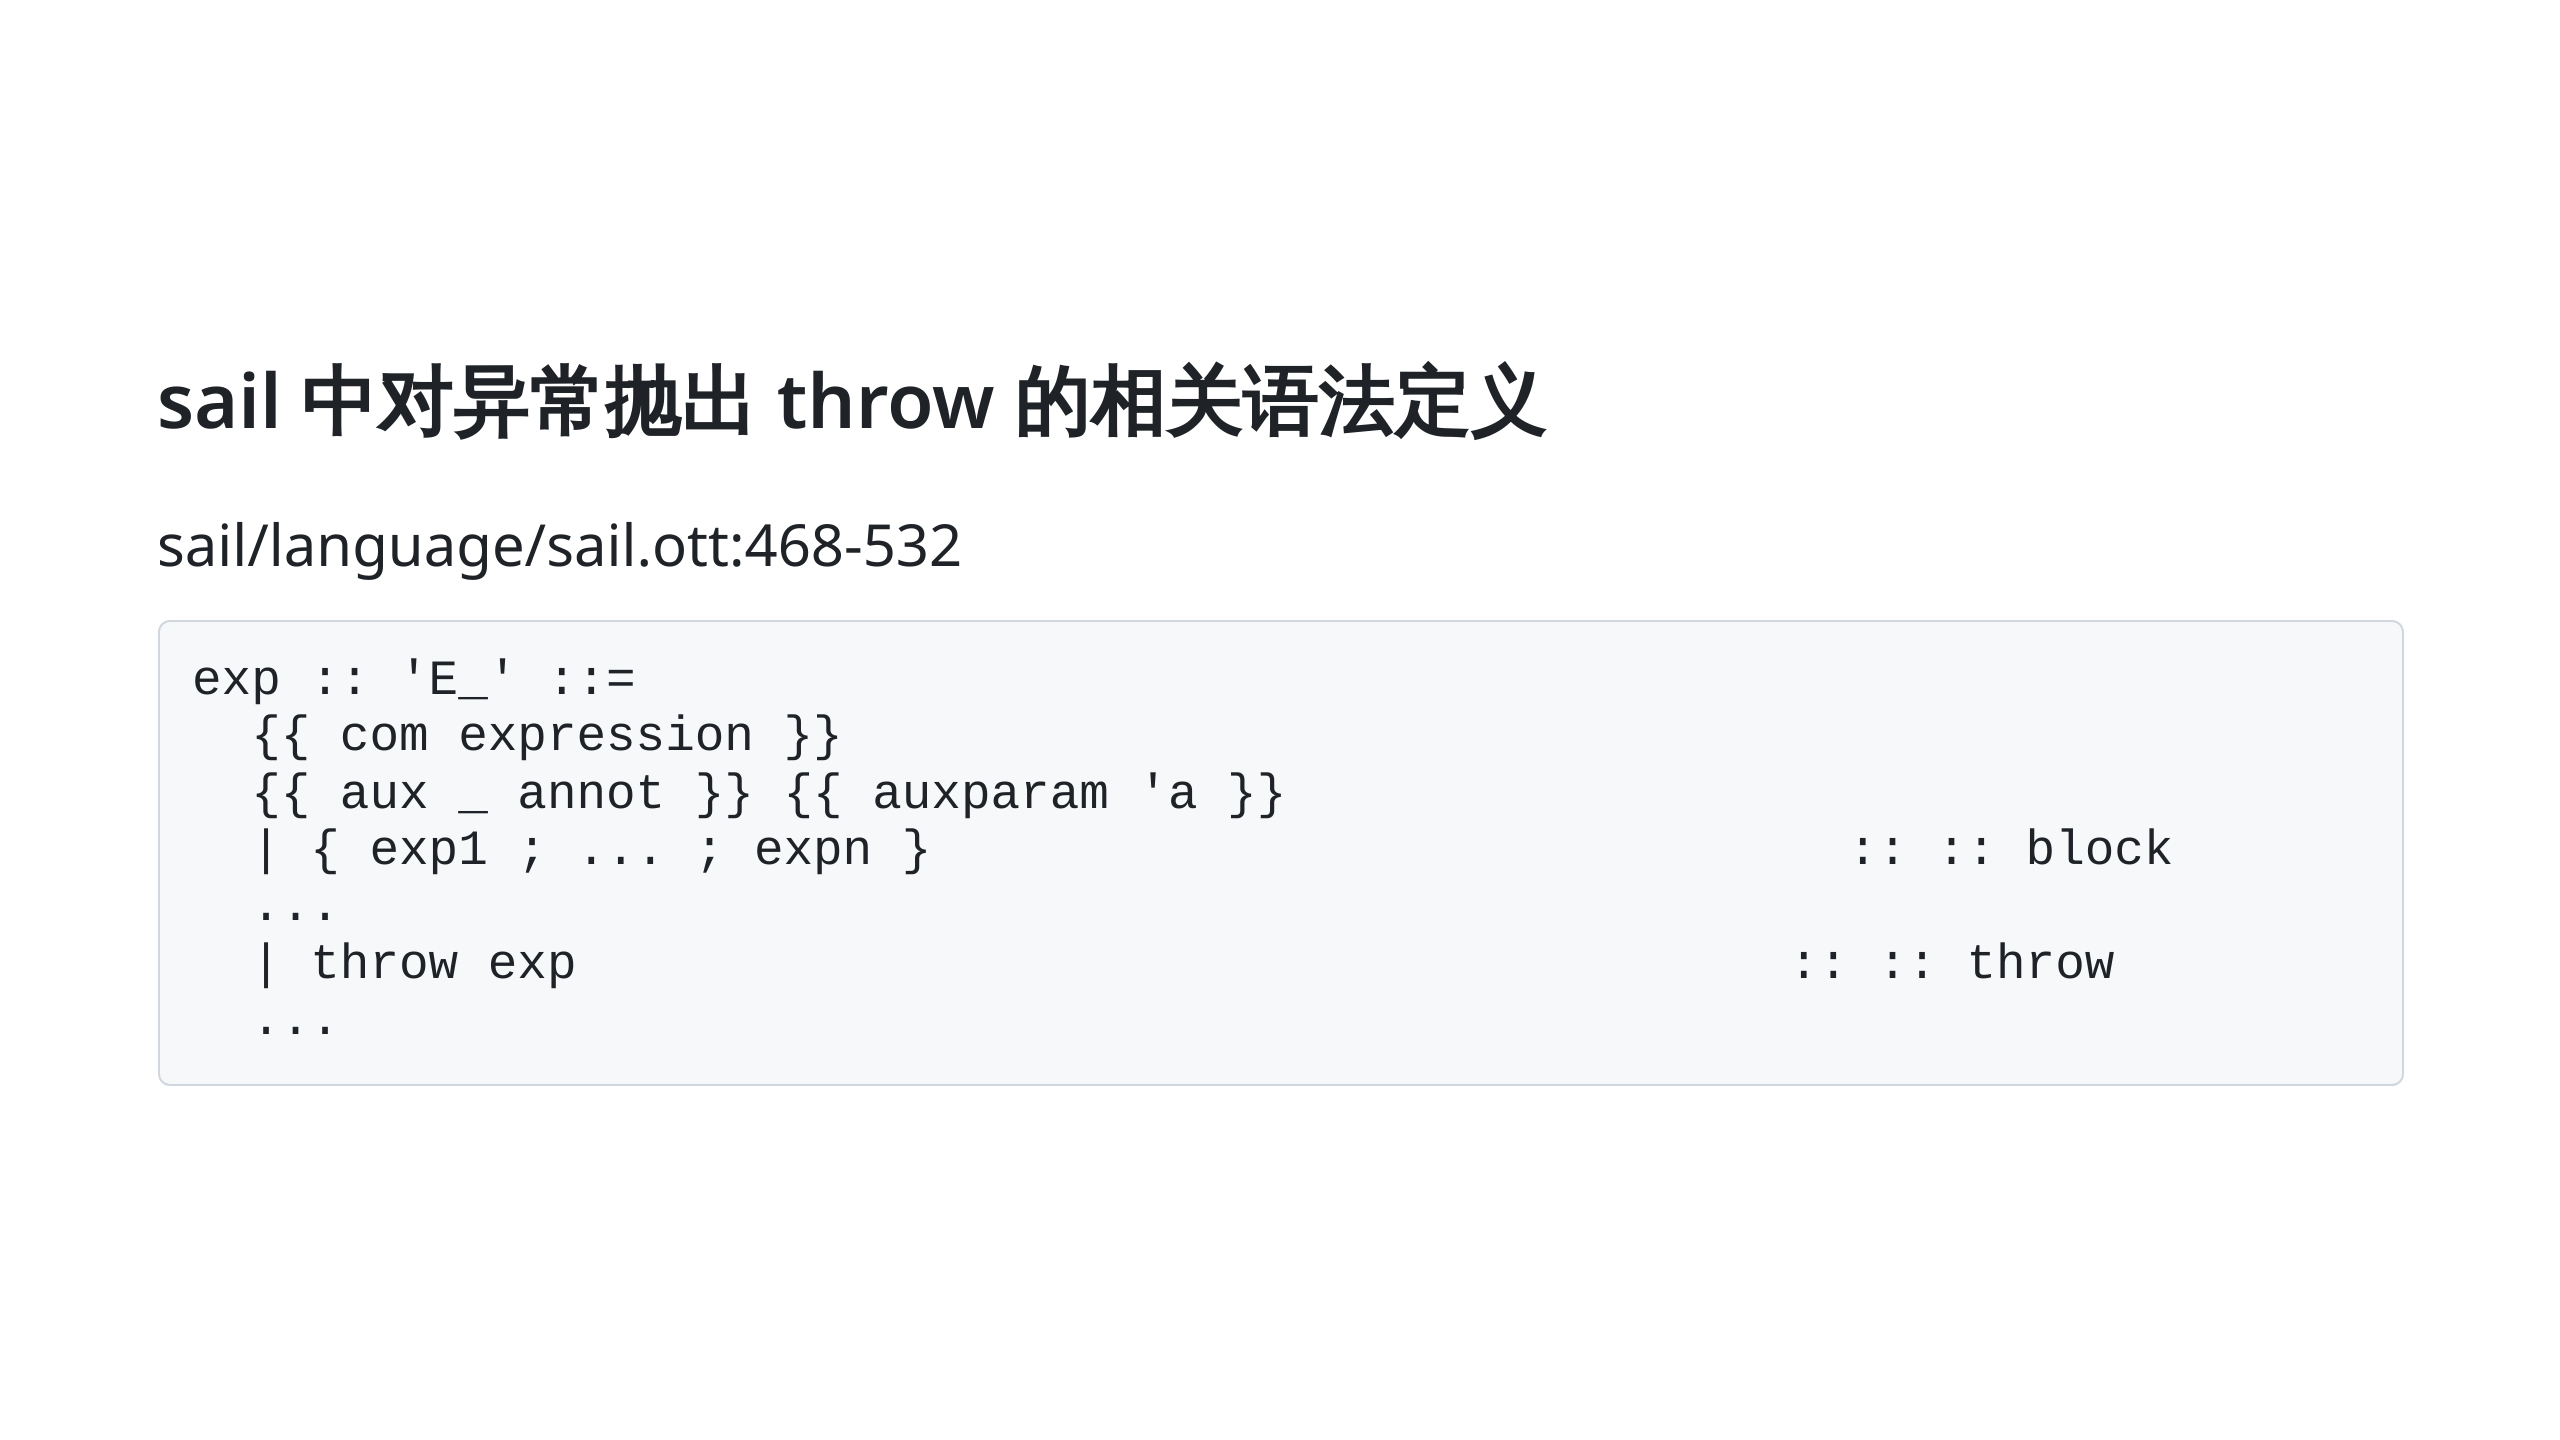 sail 中对异常抛出 throw 的相关语法定义
sail/language/sail.ott:468-532
exp :: 'E_' ::=
  {{ com expression }}
  {{ aux _ annot }} {{ auxparam 'a }}
  | { exp1 ; ... ; expn }                               :: :: block
  ...
  | throw exp                                         :: :: throw
  ...